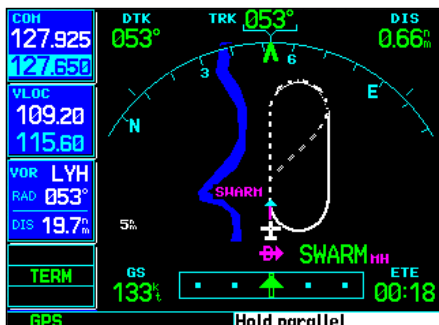 COM
127.925
127.650
VLOC
109.20
115.60
VOR LYH
RAD 053°
DIS 19.7nm
TERM
GPS
DTK
053°
TRK 053°
DIS
0.66nm
N
3
6
E
SWARM
5nm
SWARM MH
GS
133kt
ETE
00:18
Hold parallel